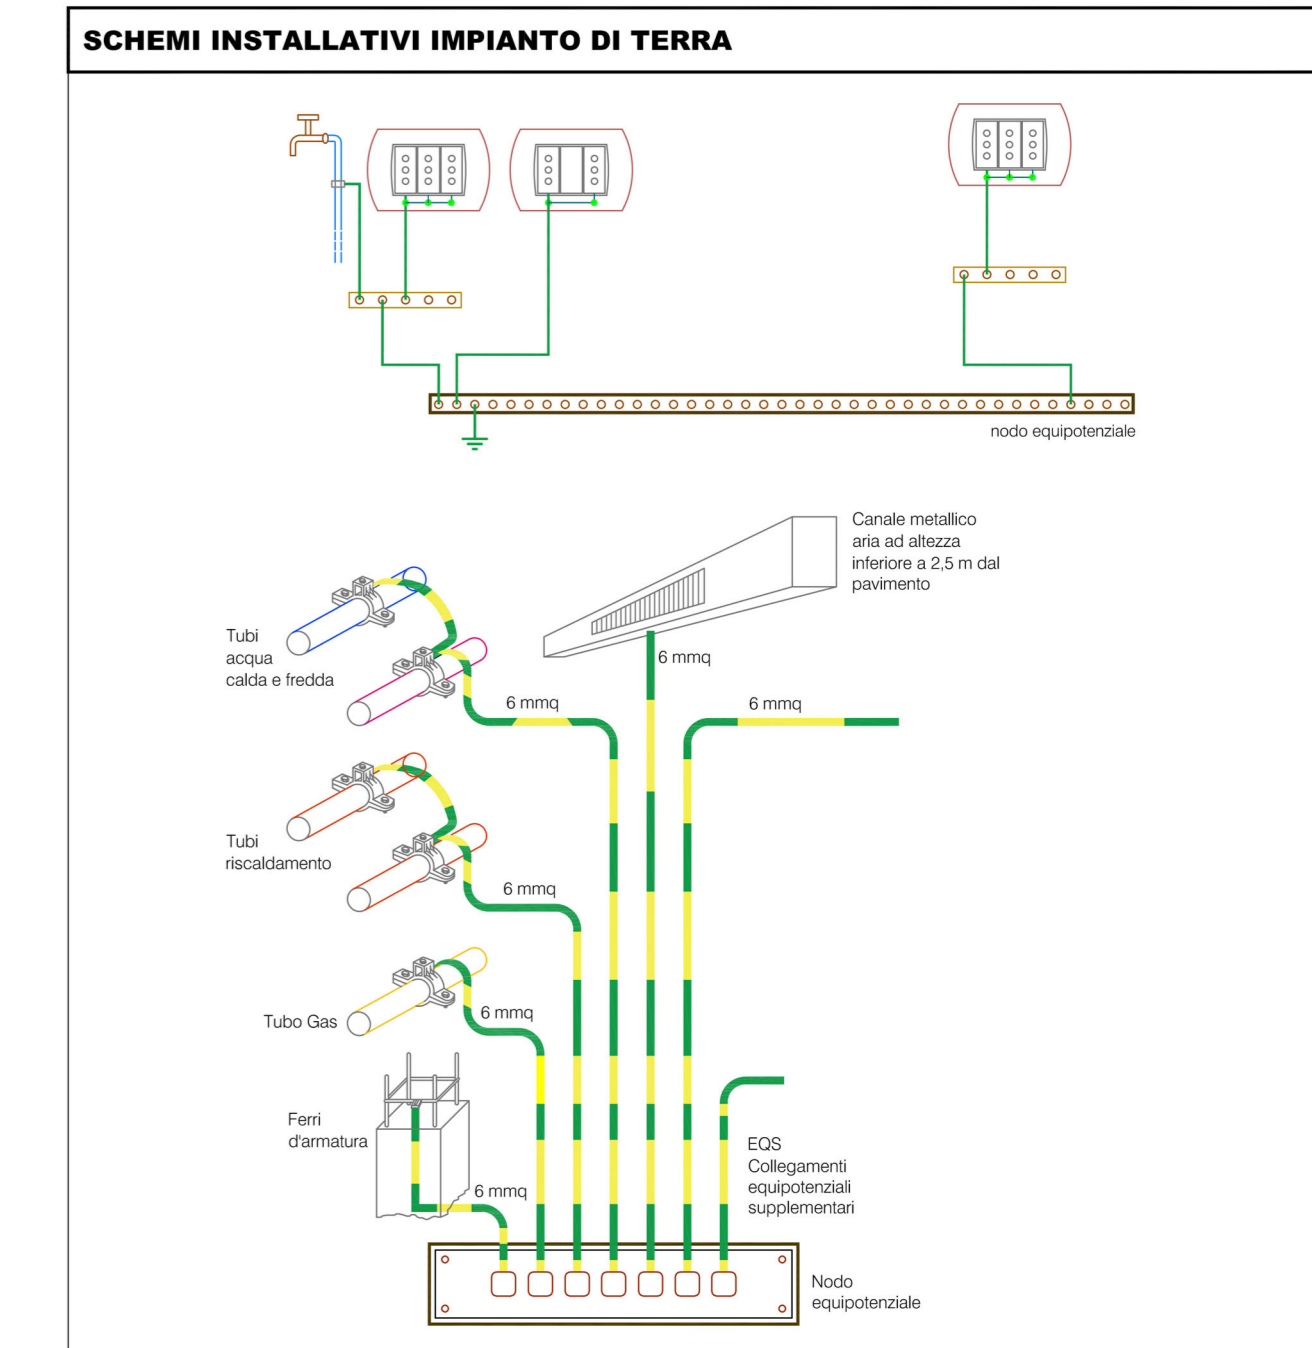 SCHEMI INSTALLATIVI IMPIANTO DI TERRA
nodo equipotenziale
Canale metallico
aria ad altezza
inferiore a 2,5 m dal
pavimento
Tubi
acqua
calda e fredda
6 mmq
6 mmq
6 mmq
Tubi
riscaldamento
6 mmq
Tubo Gas
6 mmq
Ferri
d'armatura
6 mmq
EQS
Collegamenti
equipotenziali
supplementari
Nodo
equipotenziale